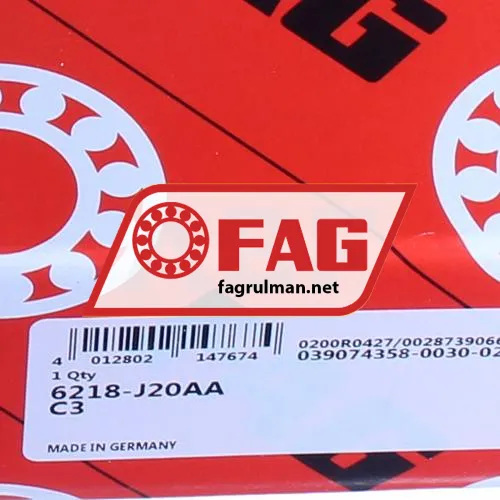 FAG
FAG
fagrulman.net
0200R0427/0028739066
039074358-0030-02
4 012802 147674
1 Qty
6218-J20AA
C3
MADE IN GERMANY